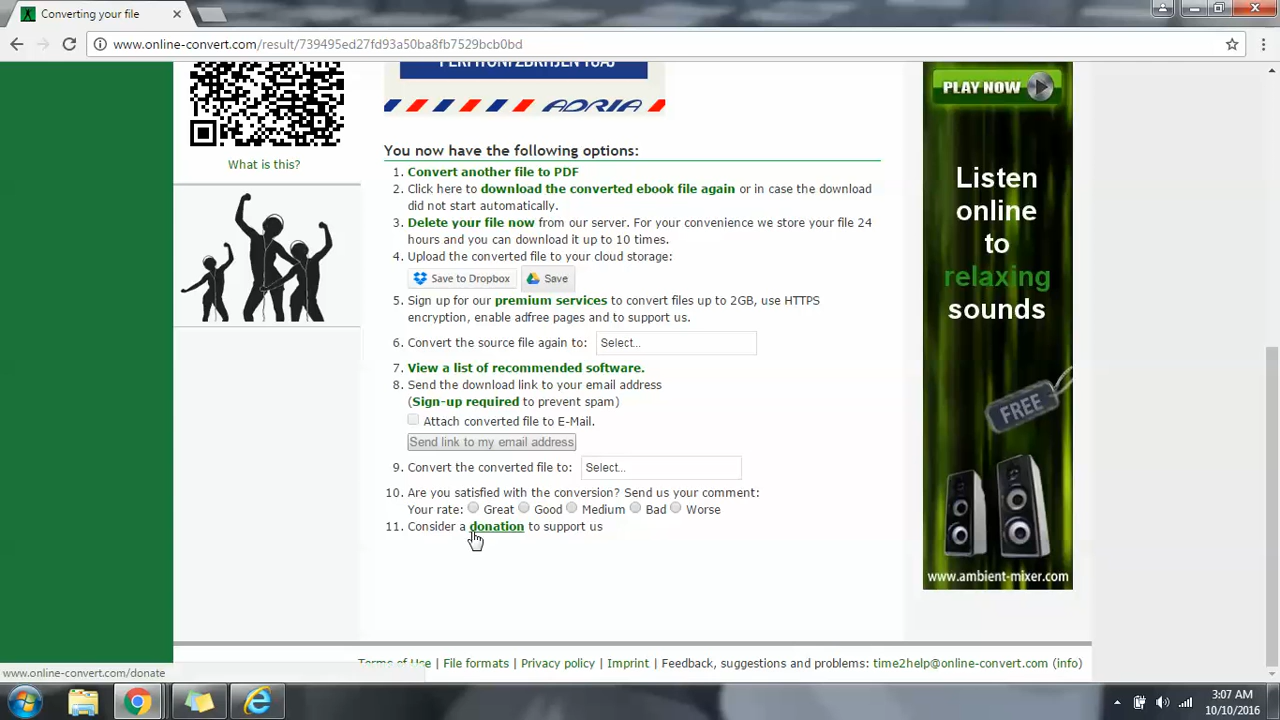 Converting your file
www.online-convert.com/result/739495ed27fd93a50ba8fb7529bcb0bd
ADRIA
What is this?
You now have the following options:
1. Convert another file to PDF
2. Click here to download the converted ebook file again or in case the download
did not start automatically.
3. Delete your file now from our server. For your convenience we store your file 24
hours and you can download it up to 10 times.
4. Upload the converted file to your cloud storage:
Save to Dropbox Save
5. Sign up for our premium services to convert files up to 2GB, use HTTPS
encryption, enable adfree pages and to support us.
6. Convert the source file again to: Select...
7. View a list of recommended software.
8. Send the download link to your email address
(Sign-up required to prevent spam)
Attach converted file to E-Mail.
Send link to my email address
9. Convert the converted file to: Select...
10. Are you satisfied with the conversion? Send us your comment:
Your rate: Great Good Medium Bad Worse
11. Consider a donation to support us
PLAY NOW
Listen
online
to
relaxing
sounds
FREE
www.ambient-mixer.com
Terms of Use | File formats | Privacy policy | Imprint | Feedback, suggestions and problems: time2help@online-convert.com (info)
www.online-convert.com/donate
3:07 AM
10/10/2016